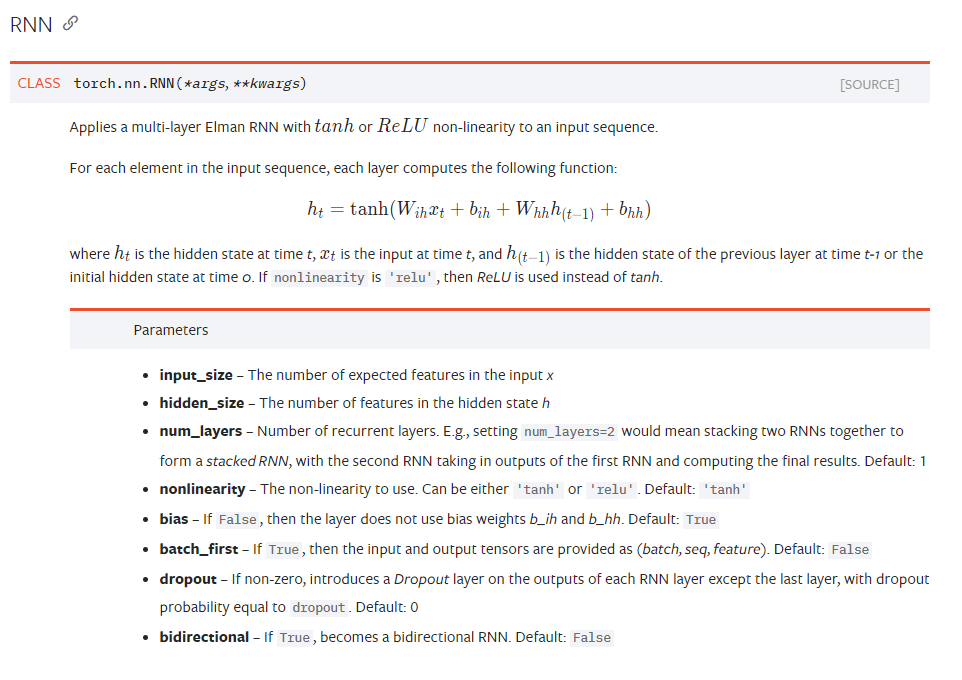 RNN
CLASS torch.nn.RNN(*args, **kwargs) [SOURCE]
Applies a multi-layer Elman RNN with tanh or ReLU non-linearity to an input sequence.
For each element in the input sequence, each layer computes the following function:
h_t = tanh(W_{ih}x_t + b_{ih} + W_{hh}h_{(t−1)} + b_{hh})
where h_t is the hidden state at time t, x_t is the input at time t, and h_{(t−1)} is the hidden state of the previous layer at time t-1 or the
initial hidden state at time 0. If nonlinearity is 'relu', then ReLU is used instead of tanh.
Parameters
• input_size – The number of expected features in the input x
• hidden_size – The number of features in the hidden state h
• num_layers – Number of recurrent layers. E.g., setting num_layers=2 would mean stacking two RNNs together to
form a stacked RNN, with the second RNN taking in outputs of the first RNN and computing the final results. Default: 1
• nonlinearity – The non-linearity to use. Can be either 'tanh' or 'relu'. Default: 'tanh'
• bias – If False, then the layer does not use bias weights b_ih and b_hh. Default: True
• batch_first – If True, then the input and output tensors are provided as (batch, seq, feature). Default: False
• dropout – If non-zero, introduces a Dropout layer on the outputs of each RNN layer except the last layer, with dropout
probability equal to dropout. Default: 0
• bidirectional – If True, becomes a bidirectional RNN. Default: False